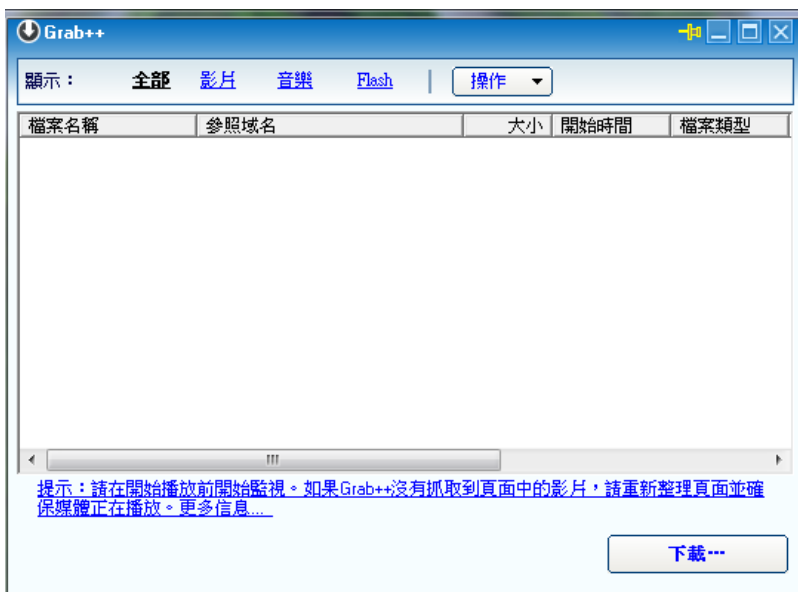 Grab++
顯示： 全部 影片 音樂 Flash | 操作
檔案名稱 參照域名 大小 開始時間 檔案類型
提示：請在開始播放前開始監視。如果Grab++沒有抓取到頁面中的影片，請重新整理頁面並確
保媒體正在播放。更多信息...
下載…